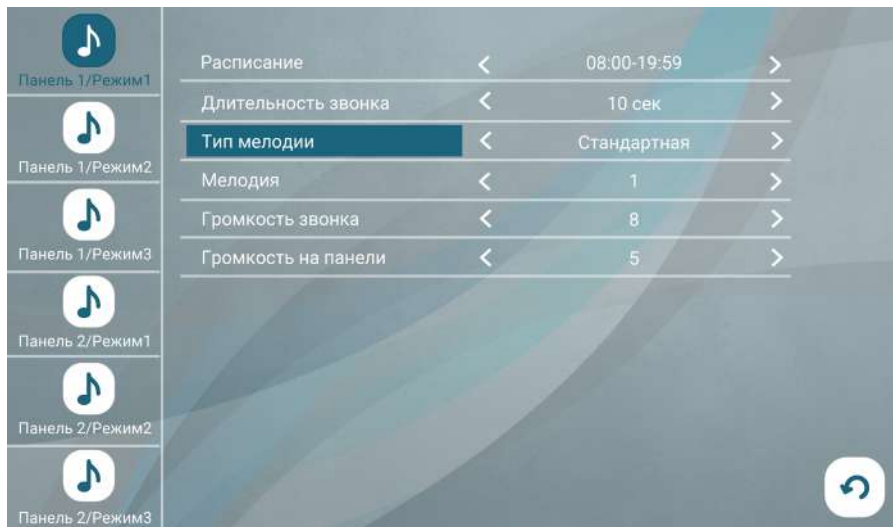 Панель 1/Режим1
Панель 1/Режим2
Панель 1/Режим3
Панель 2/Режим1
Панель 2/Режим2
Панель 2/Режим3
Расписание < 08:00-19:59 >
Длительность звонка < 10 сек >
Тип мелодии < Стандартная >
Мелодия < 1 >
Громкость звонка < 8 >
Громкость на панели < 5 >